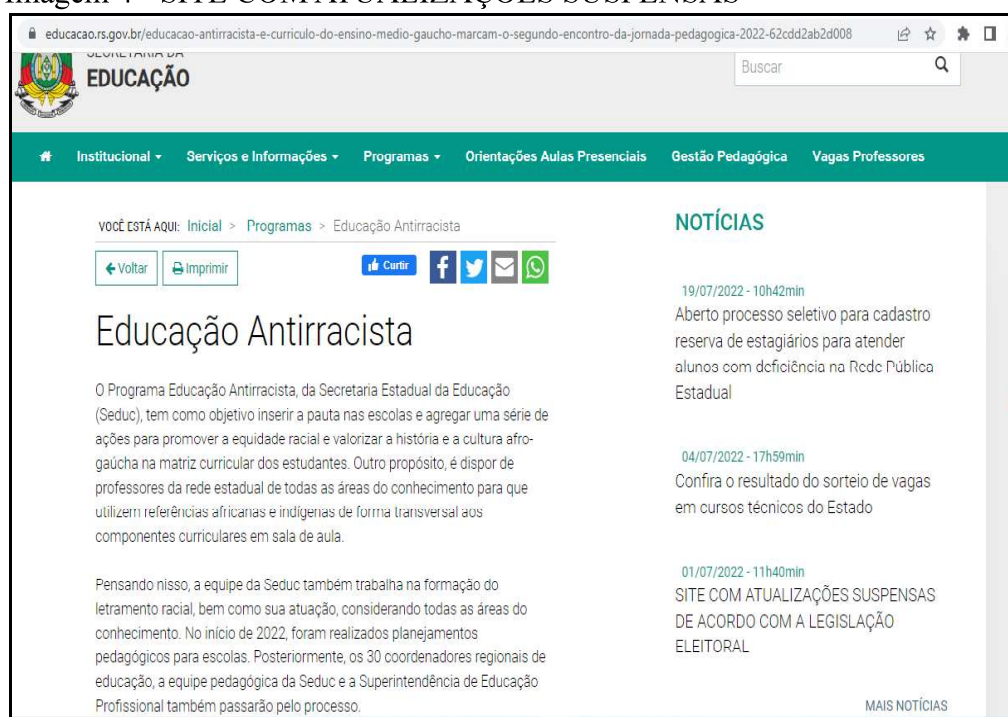 Imagem 4 - SITE COM ATUALIZAÇÕES SUSPENSAS
educacao.rs.gov.br/educacao-antirracista-e-curriculo-do-ensino-medio-gaucho-marcam-o-segundo-encontro-da-jornada-pedagogica-2022-62cdd2ab2d008
SECRETARIA DA
EDUCAÇÃO
Buscar
Institucional
Serviços e Informações
Programas
Orientações Aulas Presenciais
Gestão Pedagógica
Vagas Professores
VOCÊ ESTÁ AQUI: Inicial > Programas > Educação Antirracista
Voltar
Imprimir
Curtir
Educação Antirracista
O Programa Educação Antirracista, da Secretaria Estadual da Educação
(Seduc), tem como objetivo inserir a pauta nas escolas e agregar uma série de
ações para promover a equidade racial e valorizar a história e a cultura afro-
gaúcha na matriz curricular dos estudantes. Outro propósito, é dispor de
professores da rede estadual de todas as áreas do conhecimento para que
utilizem referências africanas e indígenas de forma transversal aos
componentes curriculares em sala de aula.
Pensando nisso, a equipe da Seduc também trabalha na formação do
letramento racial, bem como sua atuação, considerando todas as áreas do
conhecimento. No início de 2022, foram realizados planejamentos
pedagógicos para escolas. Posteriormente, os 30 coordenadores regionais de
educação, a equipe pedagógica da Seduc e a Superintendência de Educação
Profissional também passarão pelo processo.
NOTÍCIAS
19/07/2022 - 10h42min
Aberto processo seletivo para cadastro
reserva de estagiários para atender
alunos com deficiência na Rede Pública
Estadual
04/07/2022 - 17h59min
Confira o resultado do sorteio de vagas
em cursos técnicos do Estado
01/07/2022 - 11h40min
SITE COM ATUALIZAÇÕES SUSPENSAS
DE ACORDO COM A LEGISLAÇÃO
ELEITORAL
MAIS NOTÍCIAS